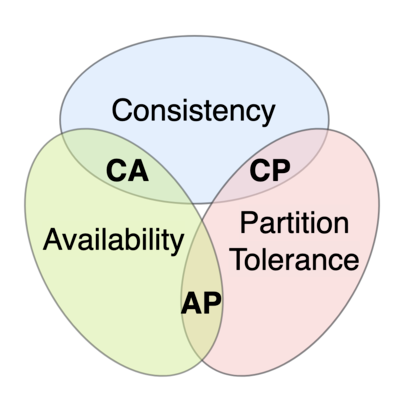 Consistency
CA
CP
Availability
Partition
Tolerance
AP